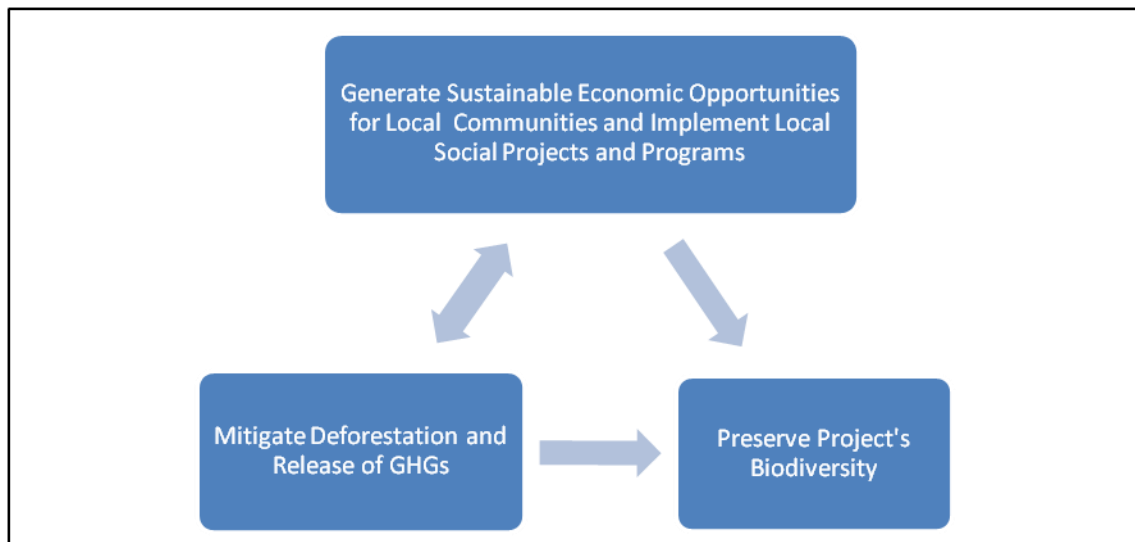 Generate Sustainable Economic Opportunities
for Local Communities and Implement Local
Social Projects and Programs
Mitigate Deforestation and
Release of GHGs
Preserve Project's
Biodiversity